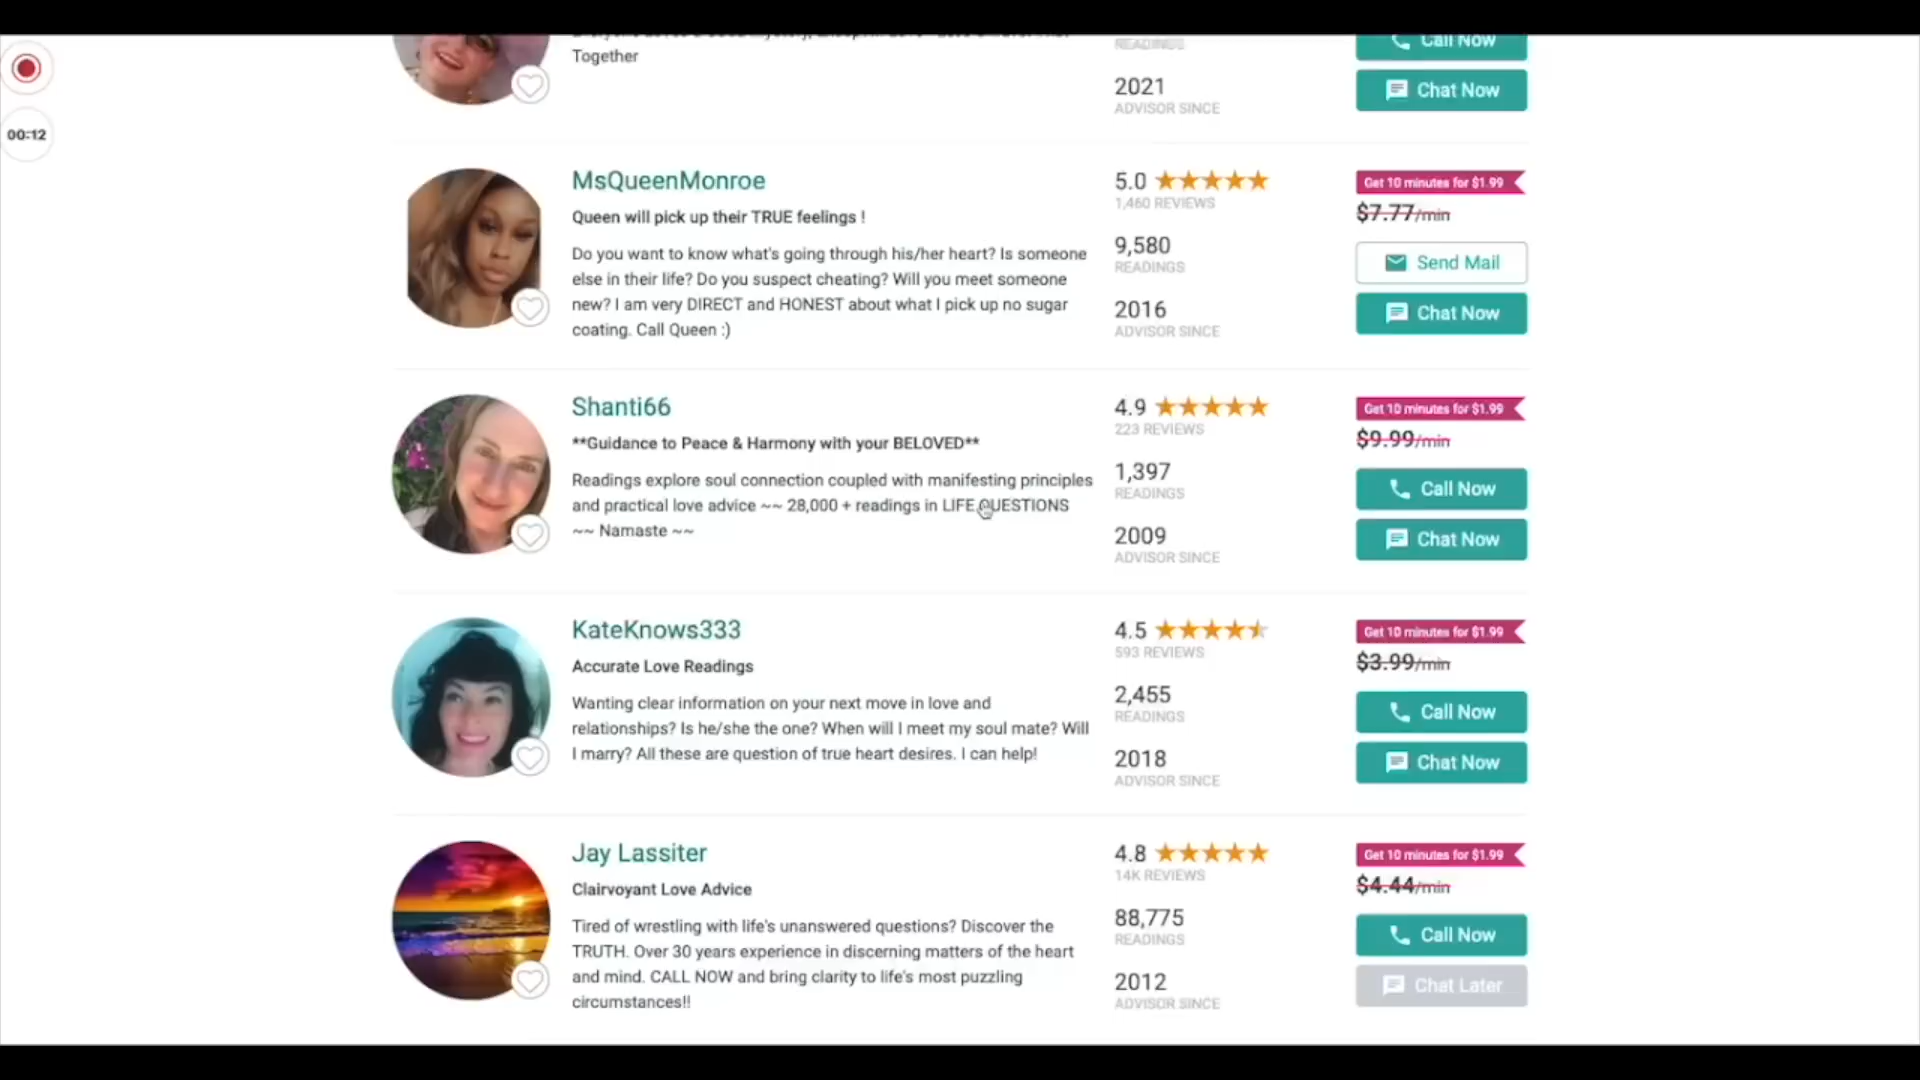 Together
READINGS
2021
ADVISOR SINCE
Call Now
Chat Now
00:12
MsQueenMonroe
Queen will pick up their TRUE feelings !
Do you want to know what's going through his/her heart? Is someone
else in their life? Do you suspect cheating? Will you meet someone
new? I am very DIRECT and HONEST about what I pick up no sugar
coating. Call Queen :)
5.0
1,460 REVIEWS
9,580
READINGS
2016
ADVISOR SINCE
Get 10 minutes for $1.99
$7.77/min
Send Mail
Chat Now
Shanti66
**Guidance to Peace & Harmony with your BELOVED**
Readings explore soul connection coupled with manifesting principles
and practical love advice ~~ 28,000 + readings in LIFE QUESTIONS
~~ Namaste ~~
4.9
223 REVIEWS
1,397
READINGS
2009
ADVISOR SINCE
Get 10 minutes for $1.99
$9.99/min
Call Now
Chat Now
KateKnows333
Accurate Love Readings
Wanting clear information on your next move in love and
relationships? Is he/she the one? When will I meet my soul mate? Will
I marry? All these are question of true heart desires. I can help!
4.5
593 REVIEWS
2,455
READINGS
2018
ADVISOR SINCE
Get 10 minutes for $1.99
$3.99/min
Call Now
Chat Now
Jay Lassiter
Clairvoyant Love Advice
Tired of wrestling with life's unanswered questions? Discover the
TRUTH. Over 30 years experience in discerning matters of the heart
and mind. CALL NOW and bring clarity to life's most puzzling
circumstances!!
4.8
14K REVIEWS
88,775
READINGS
2012
ADVISOR SINCE
Get 10 minutes for $1.99
$4.44/min
Call Now
Chat Later